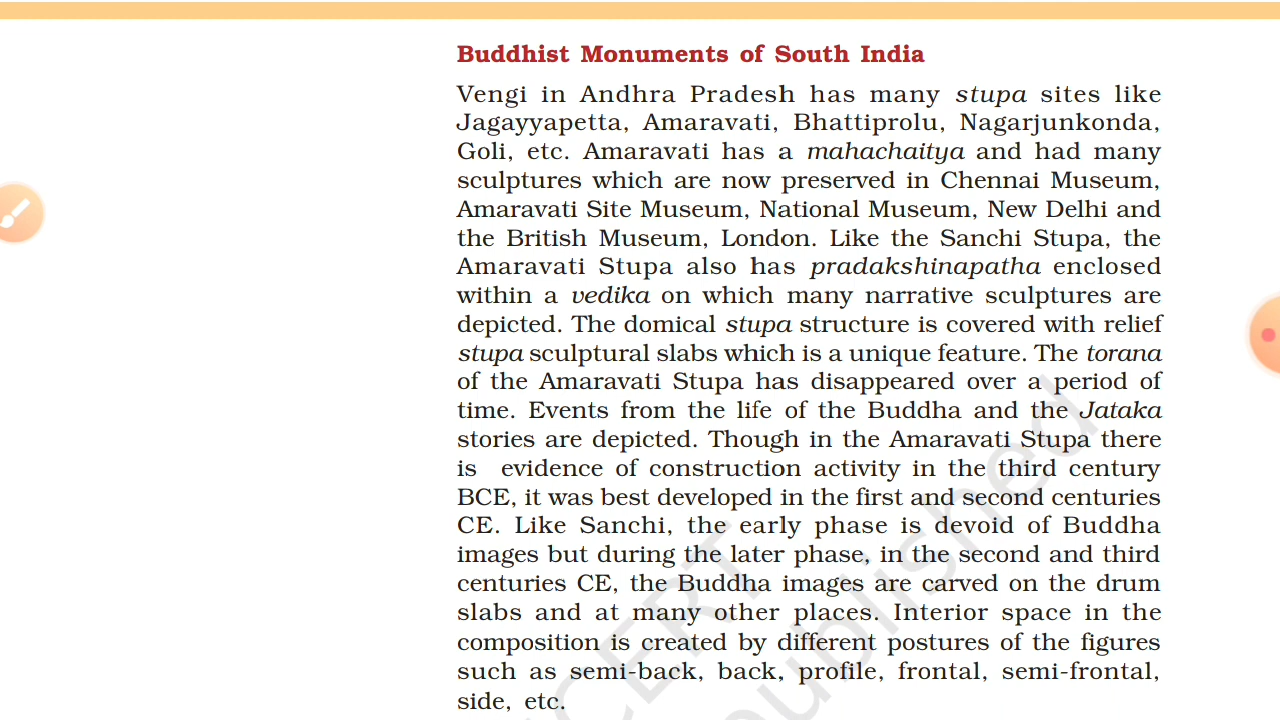 Buddhist Monuments of South India
Vengi in Andhra Pradesh has many stupa sites like
Jagayyapetta, Amaravati, Bhattiprolu, Nagarjunkonda,
Goli, etc. Amaravati has a mahachaitya and had many
sculptures which are now preserved in Chennai Museum,
Amaravati Site Museum, National Museum, New Delhi and
the British Museum, London. Like the Sanchi Stupa, the
Amaravati Stupa also has pradakshinapatha enclosed
within a vedika on which many narrative sculptures are
depicted. The domical stupa structure is covered with relief
stupa sculptural slabs which is a unique feature. The torana
of the Amaravati Stupa has disappeared over a period of
time. Events from the life of the Buddha and the Jataka
stories are depicted. Though in the Amaravati Stupa there
is evidence of construction activity in the third century
BCE, it was best developed in the first and second centuries
CE. Like Sanchi, the early phase is devoid of Buddha
images but during the later phase, in the second and third
centuries CE, the Buddha images are carved on the drum
slabs and at many other places. Interior space in the
composition is created by different postures of the figures
such as semi-back, back, profile, frontal, semi-frontal,
side, etc.